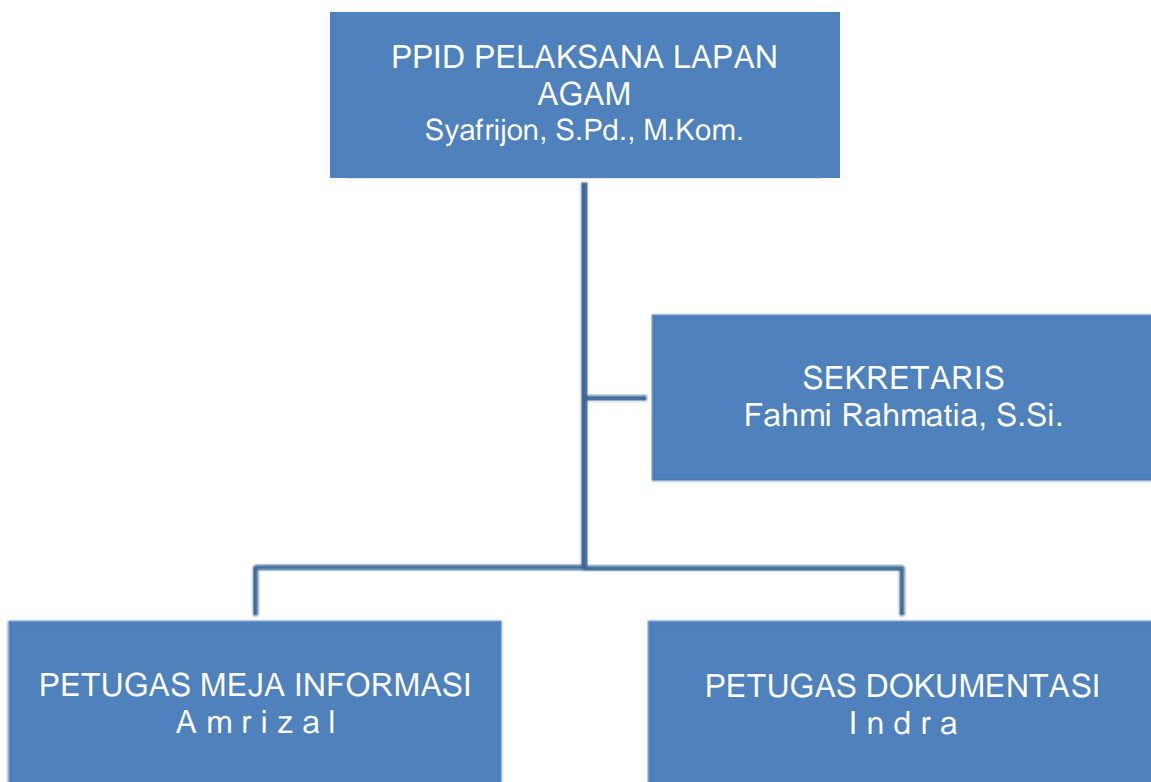 PPID PELAKSANA LAPAN
AGAM
Syafrijon, S.Pd., M.Kom.
SEKRETARIS
Fahmi Rahmatia, S.Si.
PETUGAS MEJA INFORMASI
A m r i z a l
PETUGAS DOKUMENTASI
I n d r a